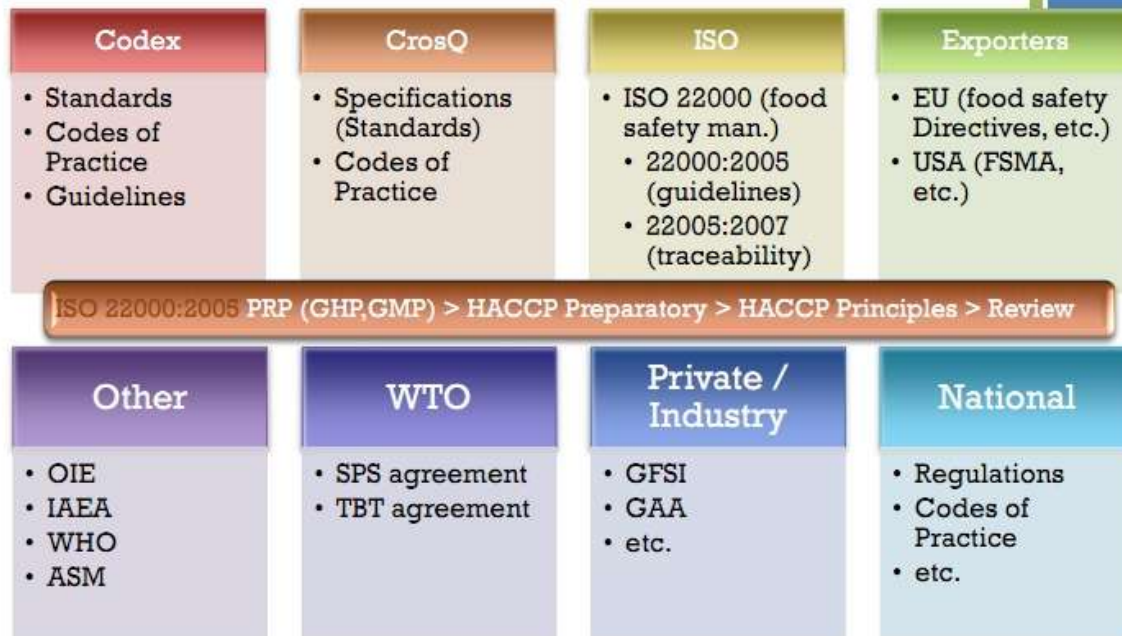 Codex
• Standards
• Codes of
Practice
• Guidelines
CrosQ
• Specifications
(Standards)
• Codes of
Practice
ISO
• ISO 22000 (food
safety man.)
• 22000:2005
(guidelines)
• 22005:2007
(traceability)
Exporters
• EU (food safety
Directives, etc.)
• USA (FSMA,
etc.)
ISO 22000:2005 PRP (GHP,GMP) > HACCP Preparatory > HACCP Principles > Review
Other
• OIE
• IAEA
• WHO
• ASM
WTO
• SPS agreement
• TBT agreement
Private /
Industry
• GFSI
• GAA
• etc.
National
• Regulations
• Codes of
Practice
• etc.